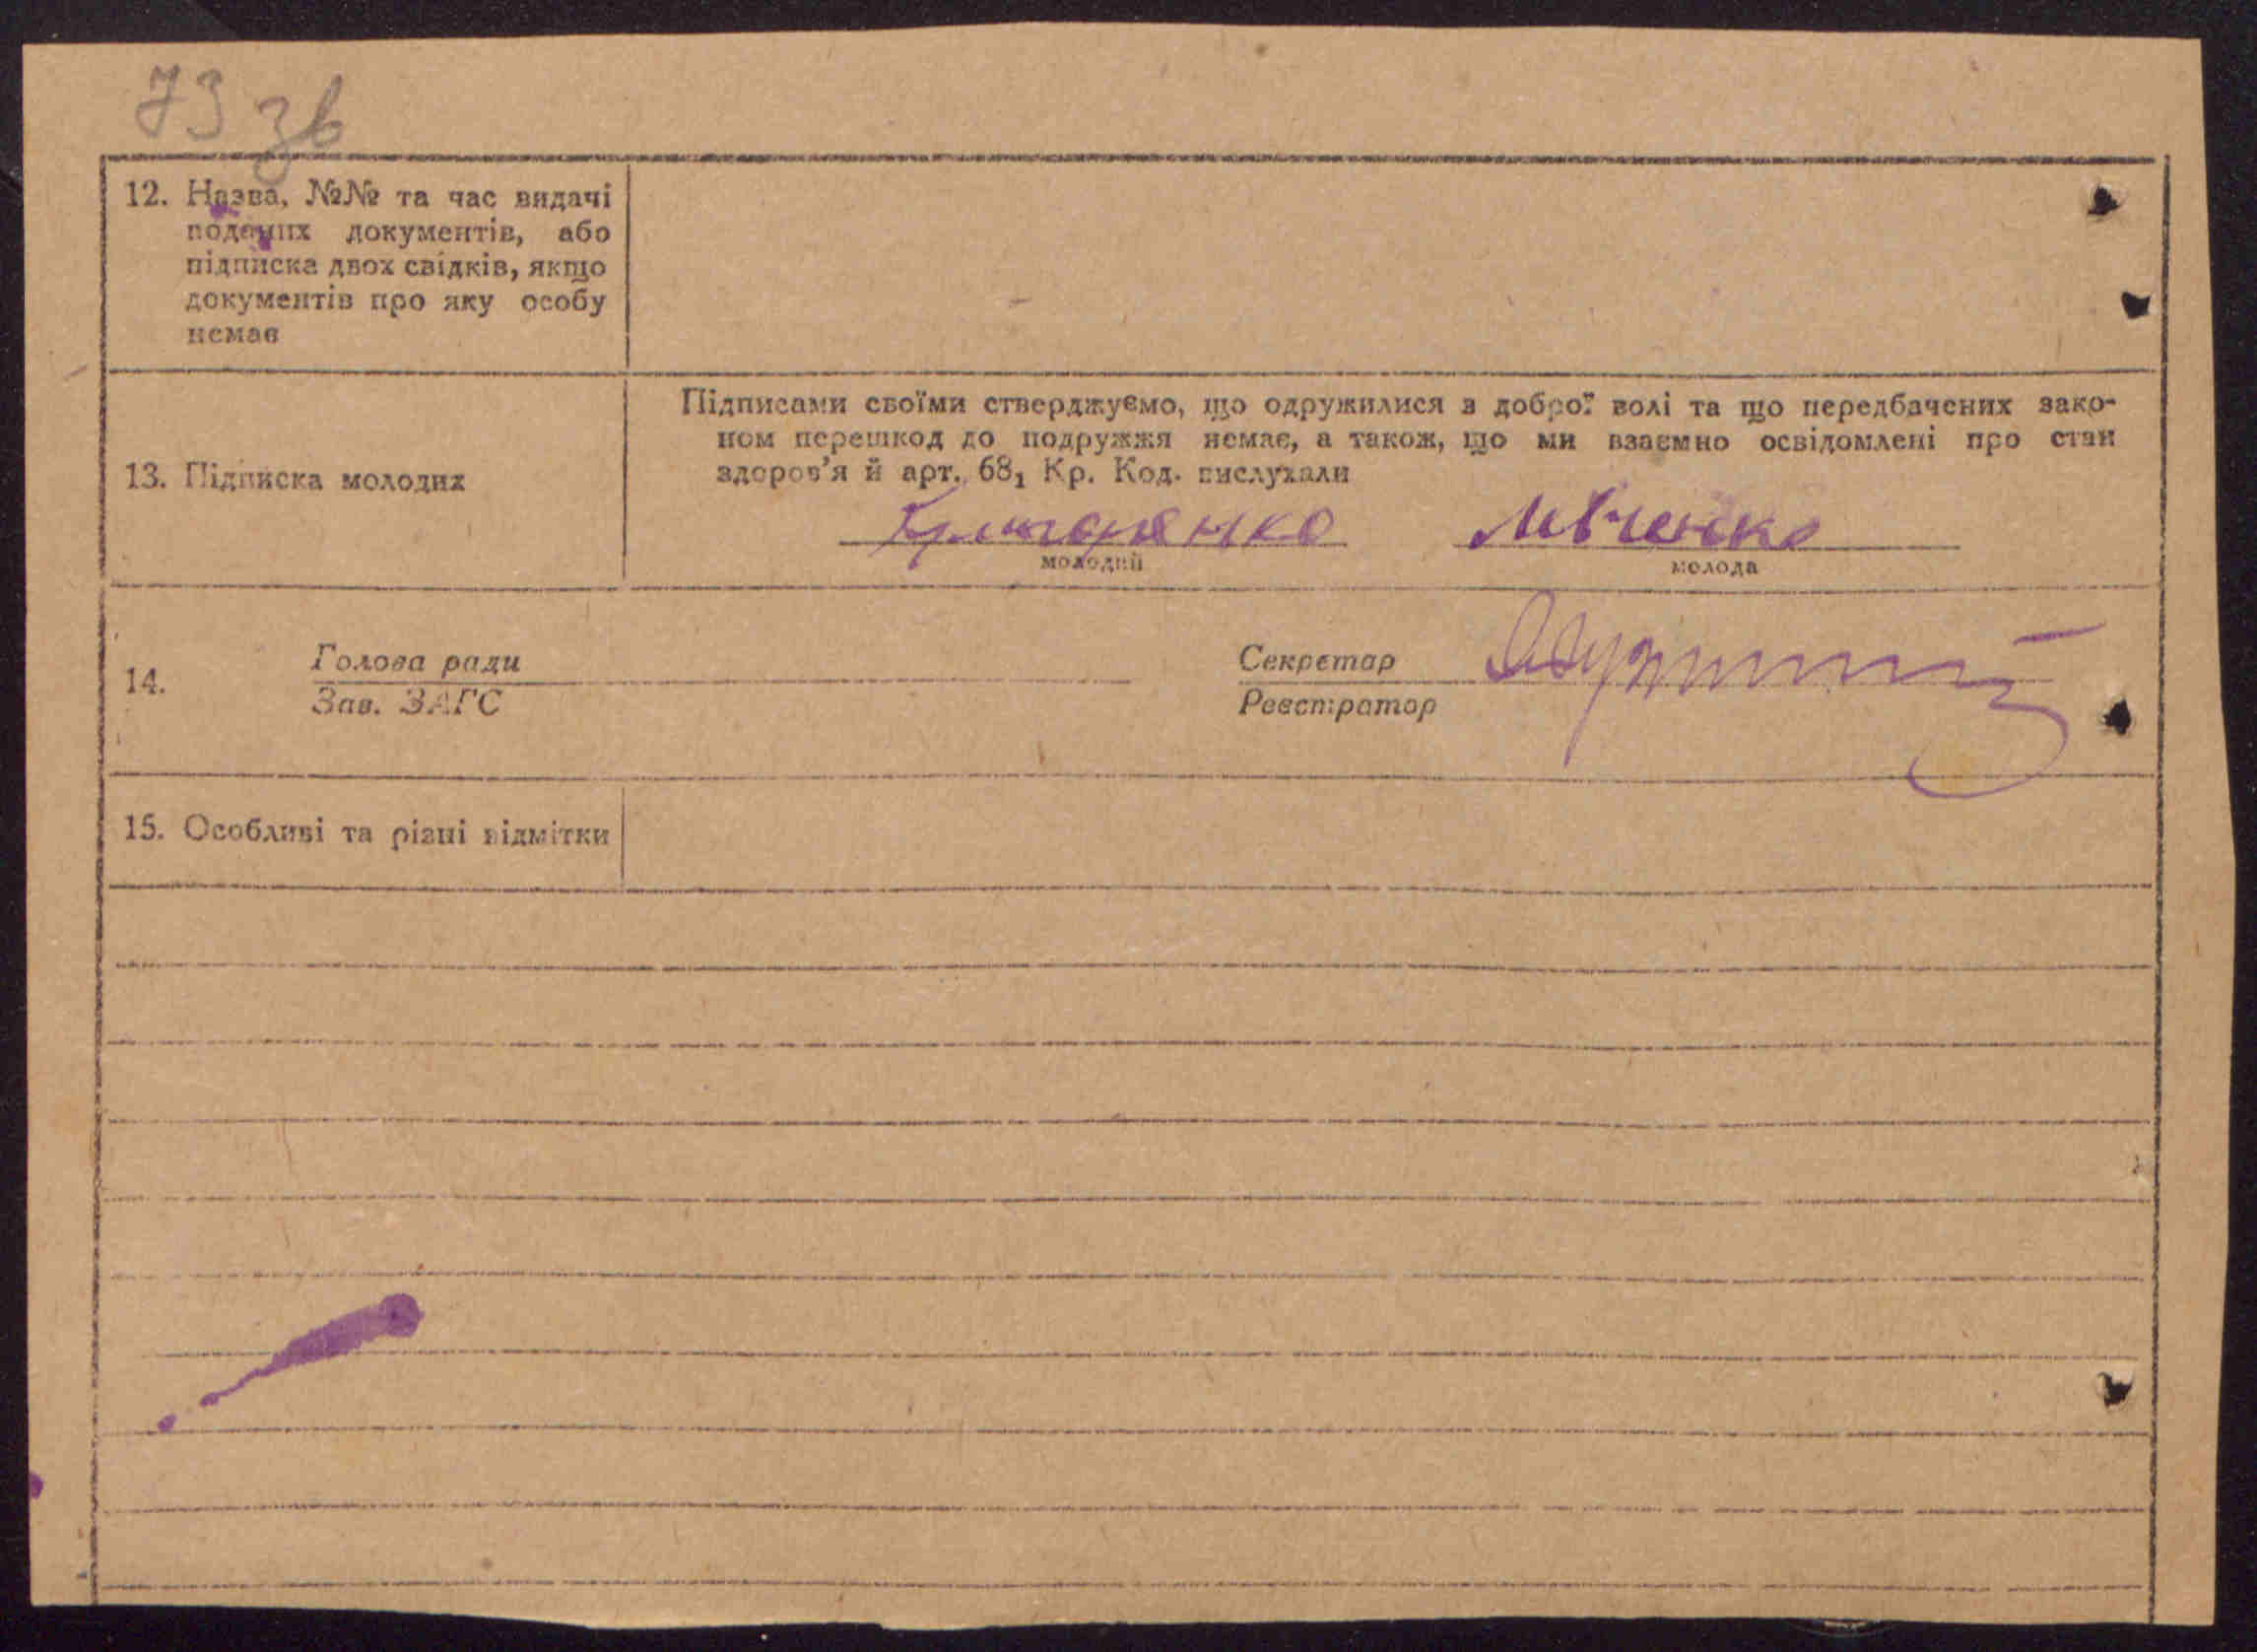 73 зв
12. Назва, №№ та час видачі
поданих документів, або
підписка двох свідків, якщо
документів про яку особу
немає
13. Підписка молодих
Підписами своїми стверджуємо, що одружилися з доброї волі та що передбачених зако-
ном перешкод до подружжя немає, а також, що ми взаємно освідомлені про стан
здоров’я й арт. 68₁ Кр. Код. вислухали
Левченко
молодий
молода
14.
Голова ради
Зав. ЗАГС
Секретар
Реєстратор
15. Особливі та різні відмітки